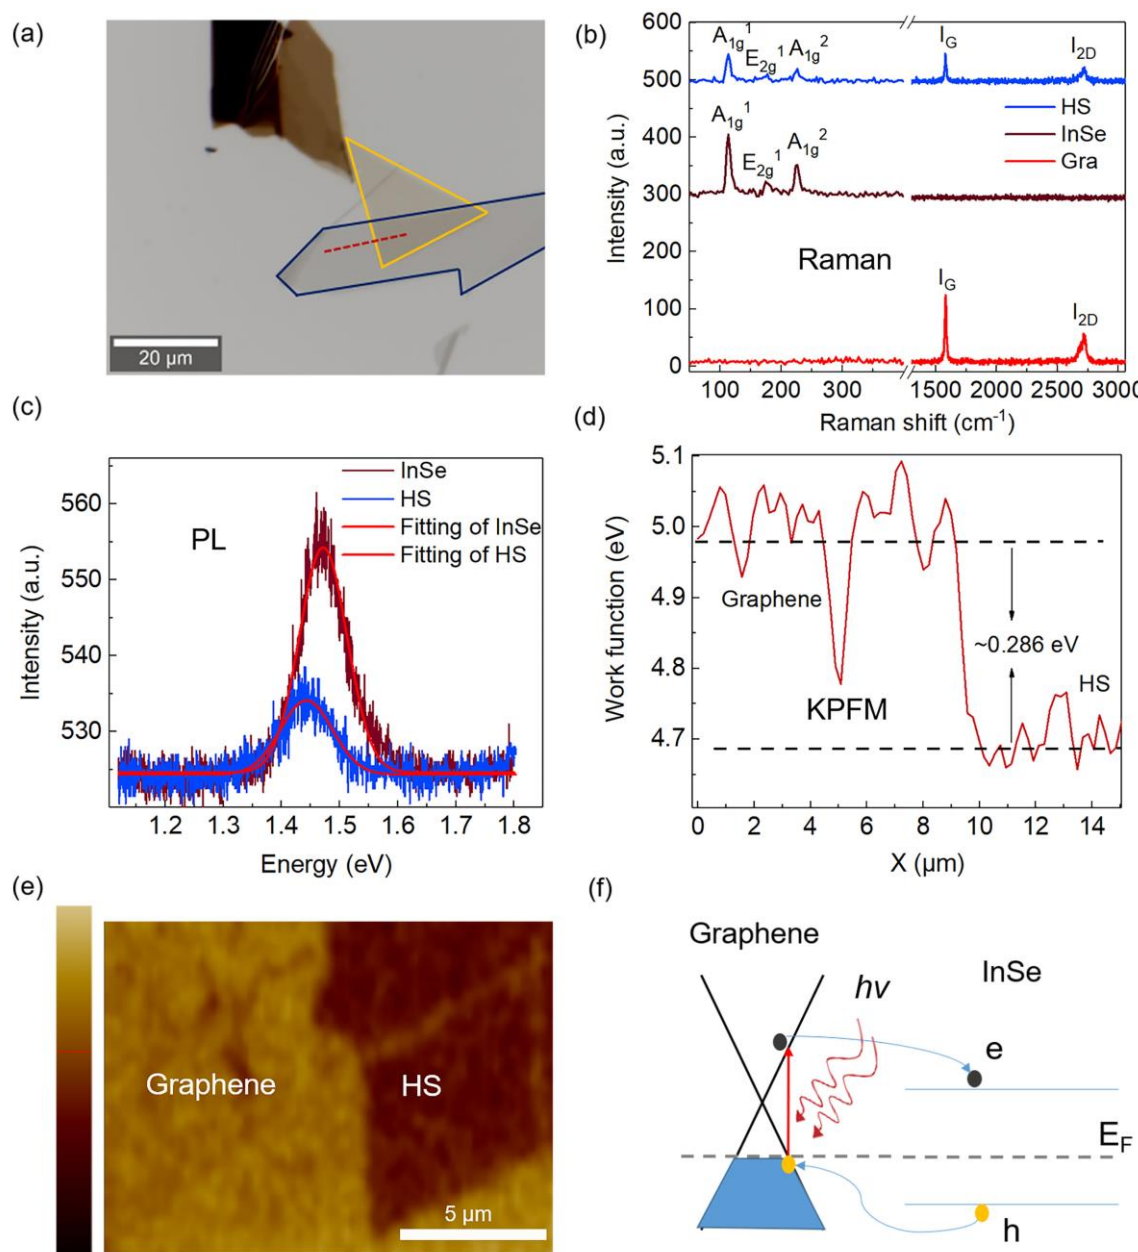 (a)
20 µm
(b)
600
500
400
300
200
100
0
Intensity (a.u.)
A1g1
E2g1
A1g2
IG
I2D
HS
InSe
Gra
A1g1
E2g1
A1g2
Raman
IG
I2D
100 200 300 1500 2000 2500 3000
Raman shift (cm-1)
(c)
560
550
540
530
Intensity (a.u.)
PL
InSe
HS
Fitting of InSe
Fitting of HS
1.2 1.3 1.4 1.5 1.6 1.7 1.8
Energy (eV)
(d)
5.1
5.0
4.9
4.8
4.7
Work function (eV)
Graphene
~0.286 eV
HS
KPFM
0 2 4 6 8 10 12 14
X (µm)
(e)
Graphene
HS
5 µm
(f)
Graphene
InSe
hv
e
EF
h